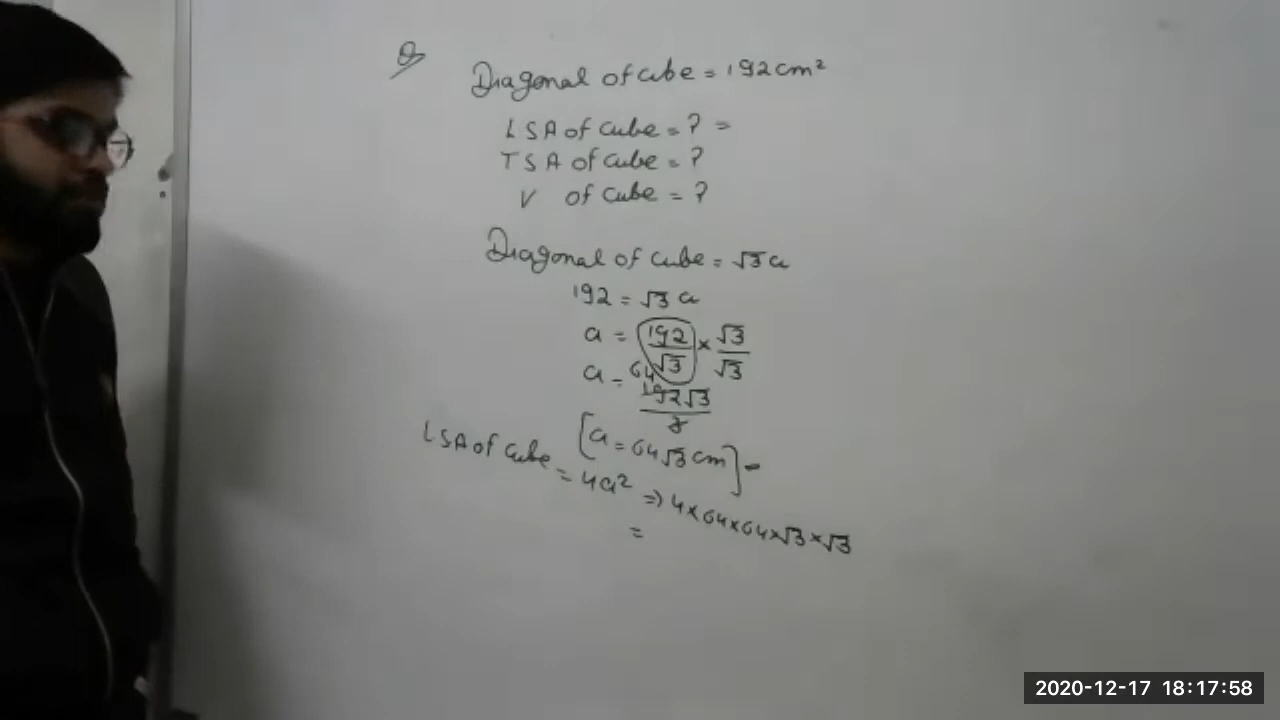 Q
Diagonal of cube = 192 cm²
LSA of cube = ? =
TSA of cube = ?
V of cube = ?
Diagonal of cube = √3 a
192 = √3 a
a = 192/√3 × √3/√3
a = 64 192√3/3
[a = 64√3 cm]
LSA of cube = 4a² ⇒ 4×64×64×√3×√3
=
2020-12-17 18:17:58